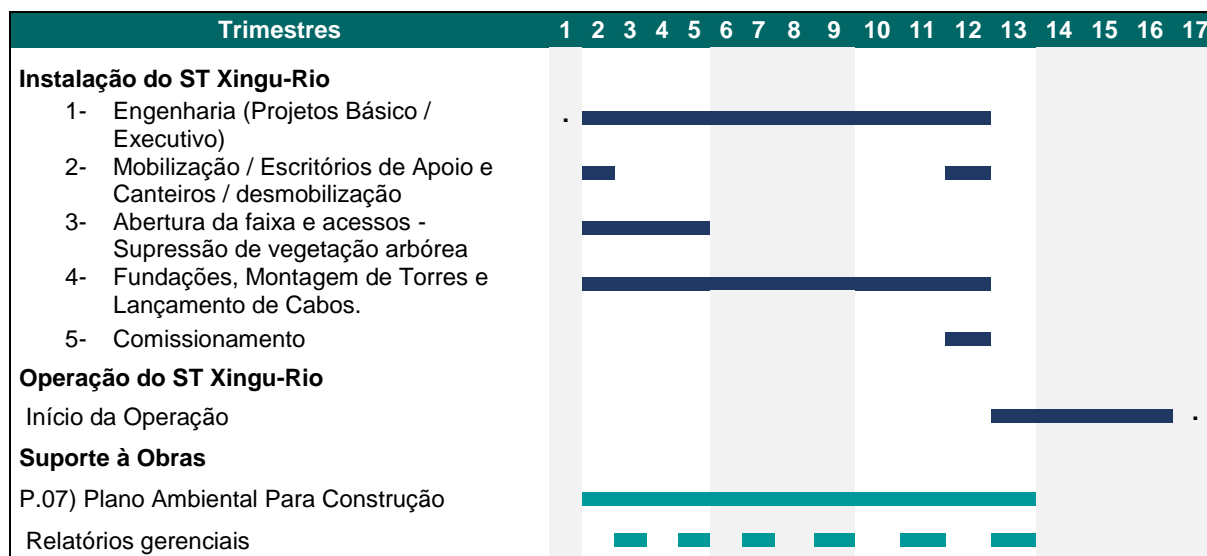 Trimestres 1 2 3 4 5 6 7 8 9 10 11 12 13 14 15 16 17
Instalação do ST Xingu-Rio
1- Engenharia (Projetos Básico /
Executivo)
.
2- Mobilização / Escritórios de Apoio e
Canteiros / desmobilização
3- Abertura da faixa e acessos -
Supressão de vegetação arbórea
4- Fundações, Montagem de Torres e
Lançamento de Cabos.
5- Comissionamento
Operação do ST Xingu-Rio
Início da Operação .
Suporte à Obras
P.07) Plano Ambiental Para Construção
Relatórios gerenciais